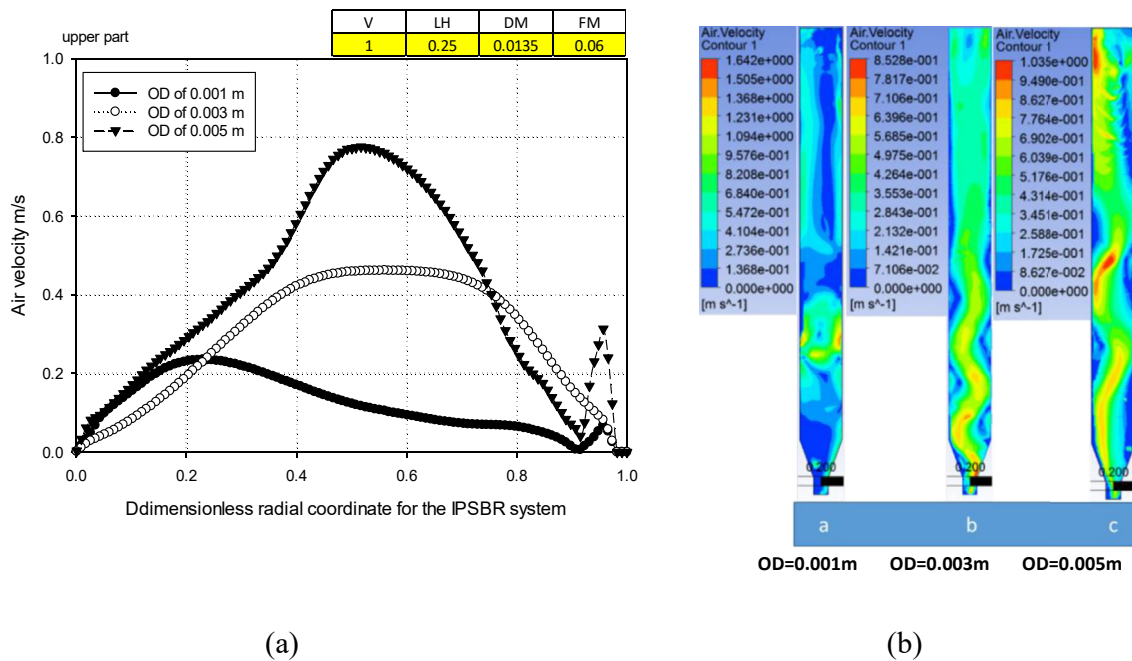 V LH DM FM
1 0.25 0.0135 0.06
upper part
OD of 0.001 m
OD of 0.003 m
OD of 0.005 m
1.0
0.8
0.6
0.4
0.2
0.0
Air velocity m/s
0.0 0.2 0.4 0.6 0.8 1.0
Ddimensionless radial coordinate for the IPSBR system
(a)
Air.Velocity
Contour 1
1.642e+000
1.505e+000
1.368e+000
1.231e+000
1.094e+000
9.576e-001
8.208e-001
6.840e-001
5.472e-001
4.104e-001
2.736e-001
1.368e-001
0.000e+000
[m s^-1]
Air.Velocity
Contour 1
8.528e-001
7.817e-001
7.106e-001
6.396e-001
5.685e-001
4.975e-001
4.264e-001
3.553e-001
2.843e-001
2.132e-001
1.421e-001
7.106e-002
0.000e+000
[m s^-1]
Air.Velocity
Contour 1
1.035e+000
9.490e-001
8.627e-001
7.764e-001
6.902e-001
6.039e-001
5.176e-001
4.314e-001
3.451e-001
2.588e-001
1.725e-001
8.627e-002
0.000e+000
[m s^-1]
0.200 0.200 0.200
a b c
OD=0.001m OD=0.003m OD=0.005m
(b)